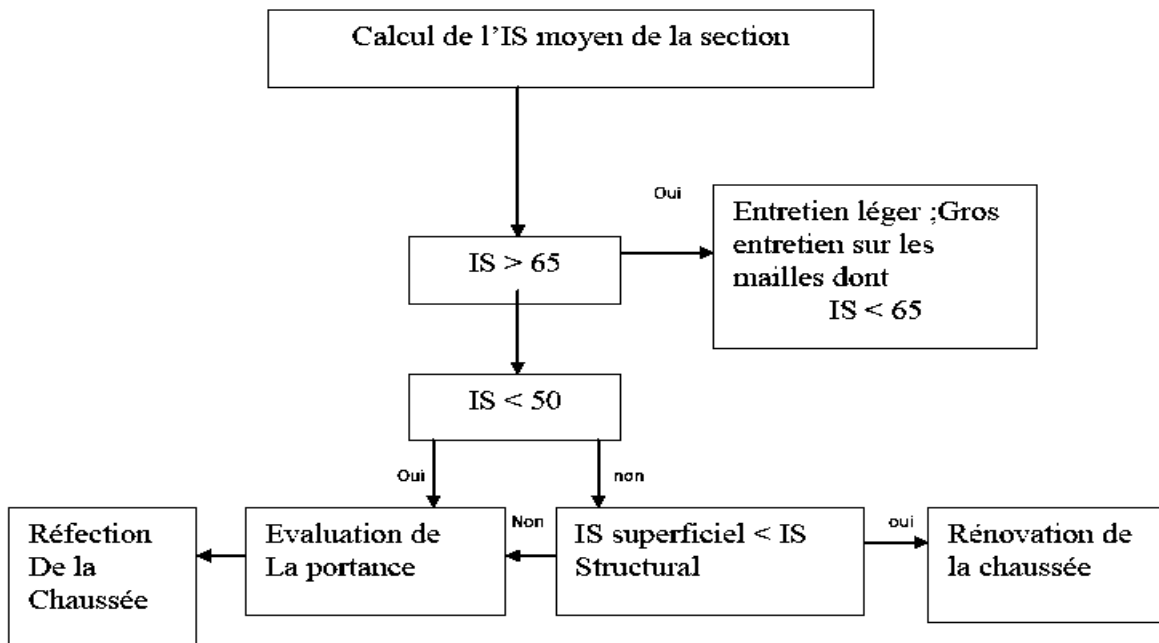 Calcul de l'IS moyen de la section
Oui
Entretien léger ;Gros
entretien sur les
mailles dont
IS < 65
IS > 65
IS < 50
Oui
non
Réfection
De la
Chaussée
Evaluation de
La portance
Non
IS superficiel < IS
Structural
oui
Rénovation de
la chaussée